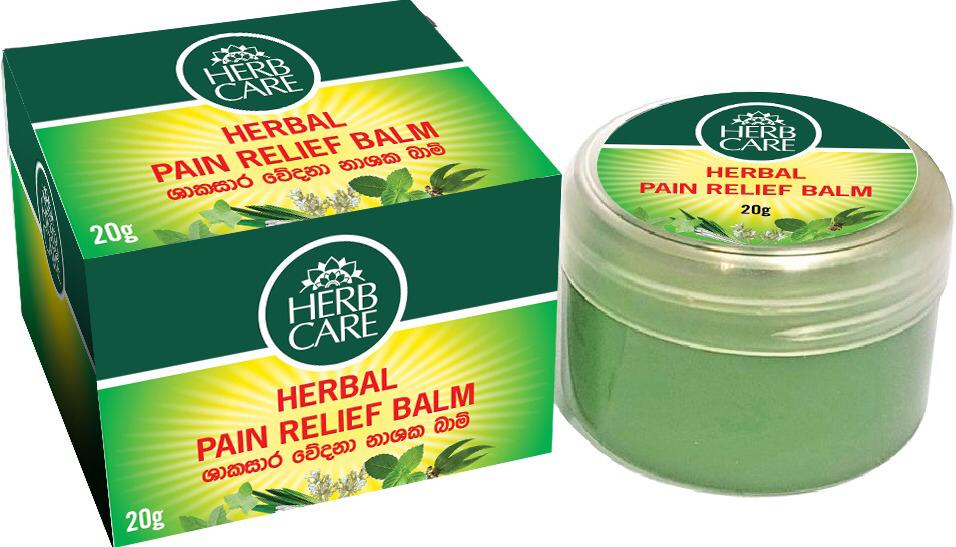 HERB
CARE
HERBAL
PAIN RELIEF BALM
ශාකසාර වේදනා නාශක බාම්
20g
HERB
CARE
HERBAL
PAIN RELIEF BALM
ශාකසාර වේදනා නාශක බාම්
20g
HERB
CARE
HERBAL
PAIN RELIEF BALM
20g